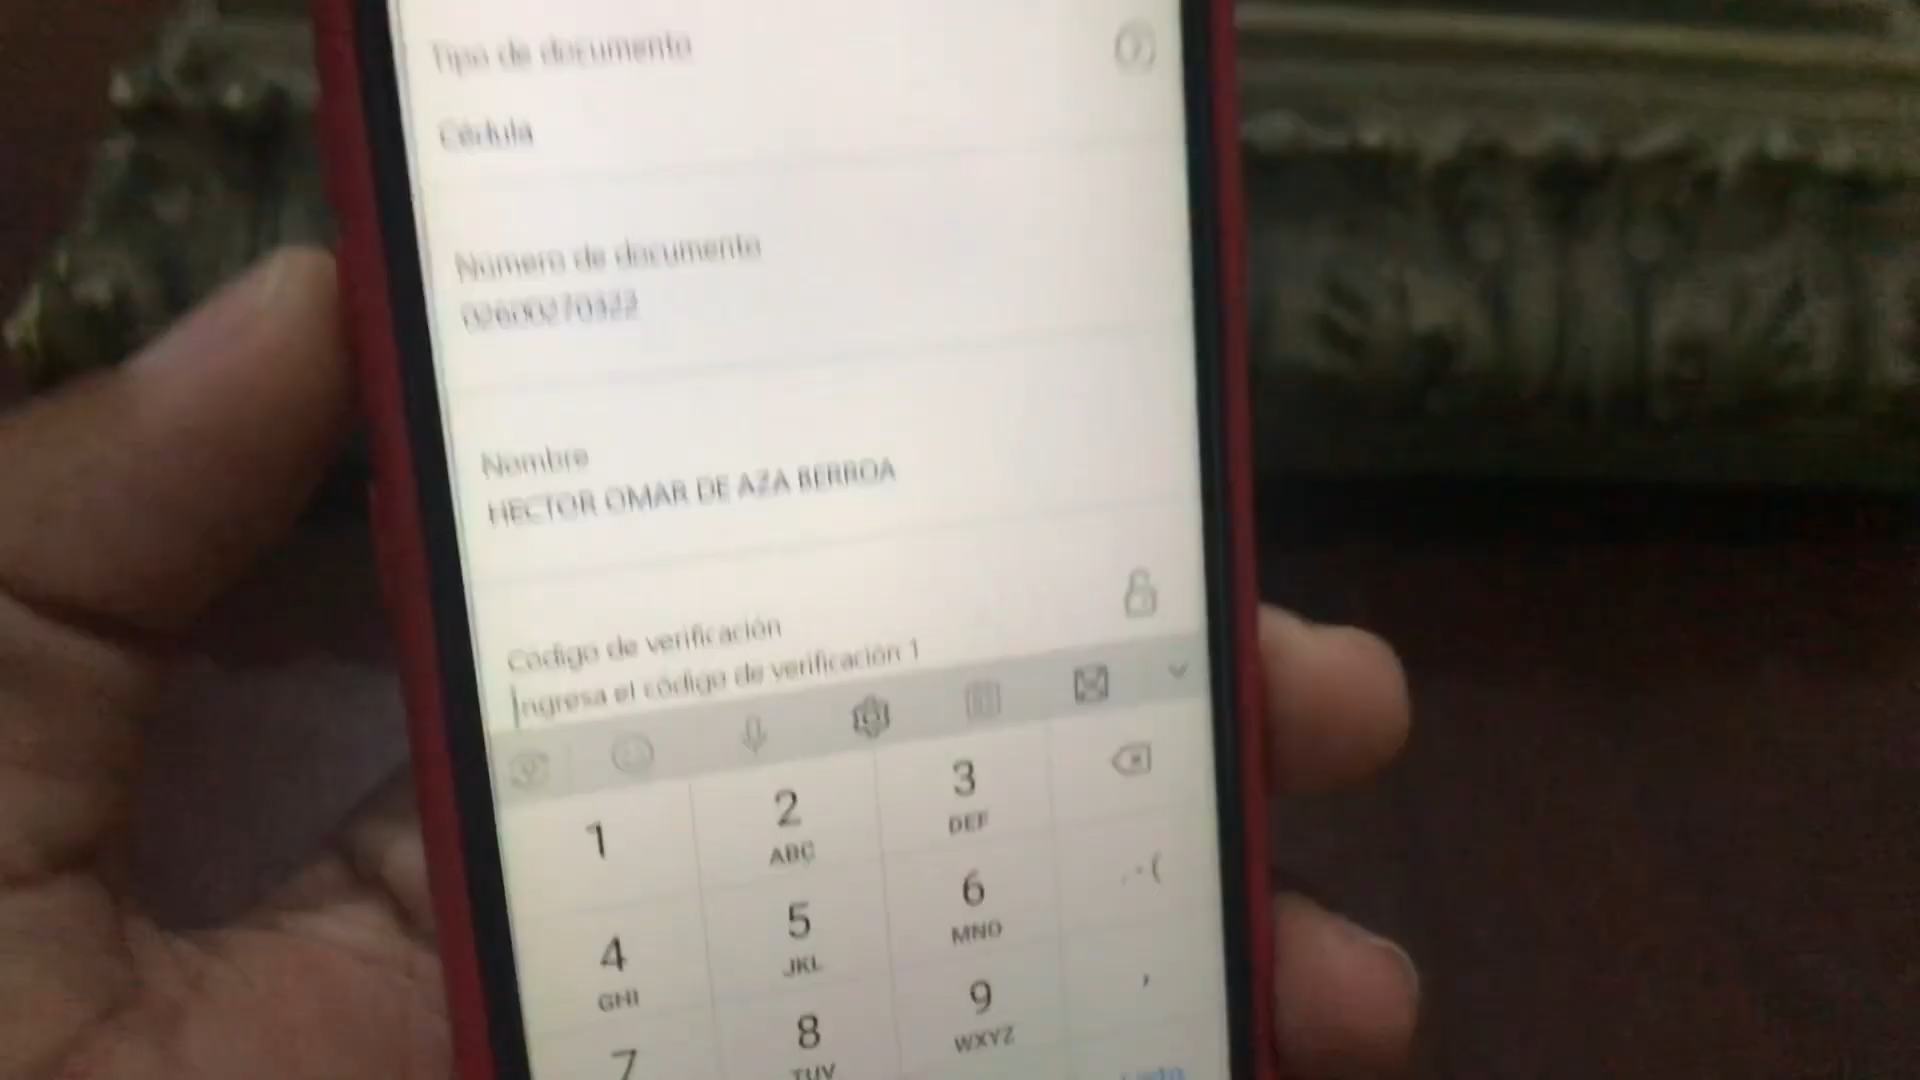 Tipo de documento
Cédula
Número de documento
02600270322
Nombre
HECTOR OMAR DE AZA BERROA
Código de verificación
Ingresa el código de verificación 1
1
2
ABC
3
DEF
4
GHI
5
JKL
6
MNO
.-(
7
8
TUV
9
WXYZ
,